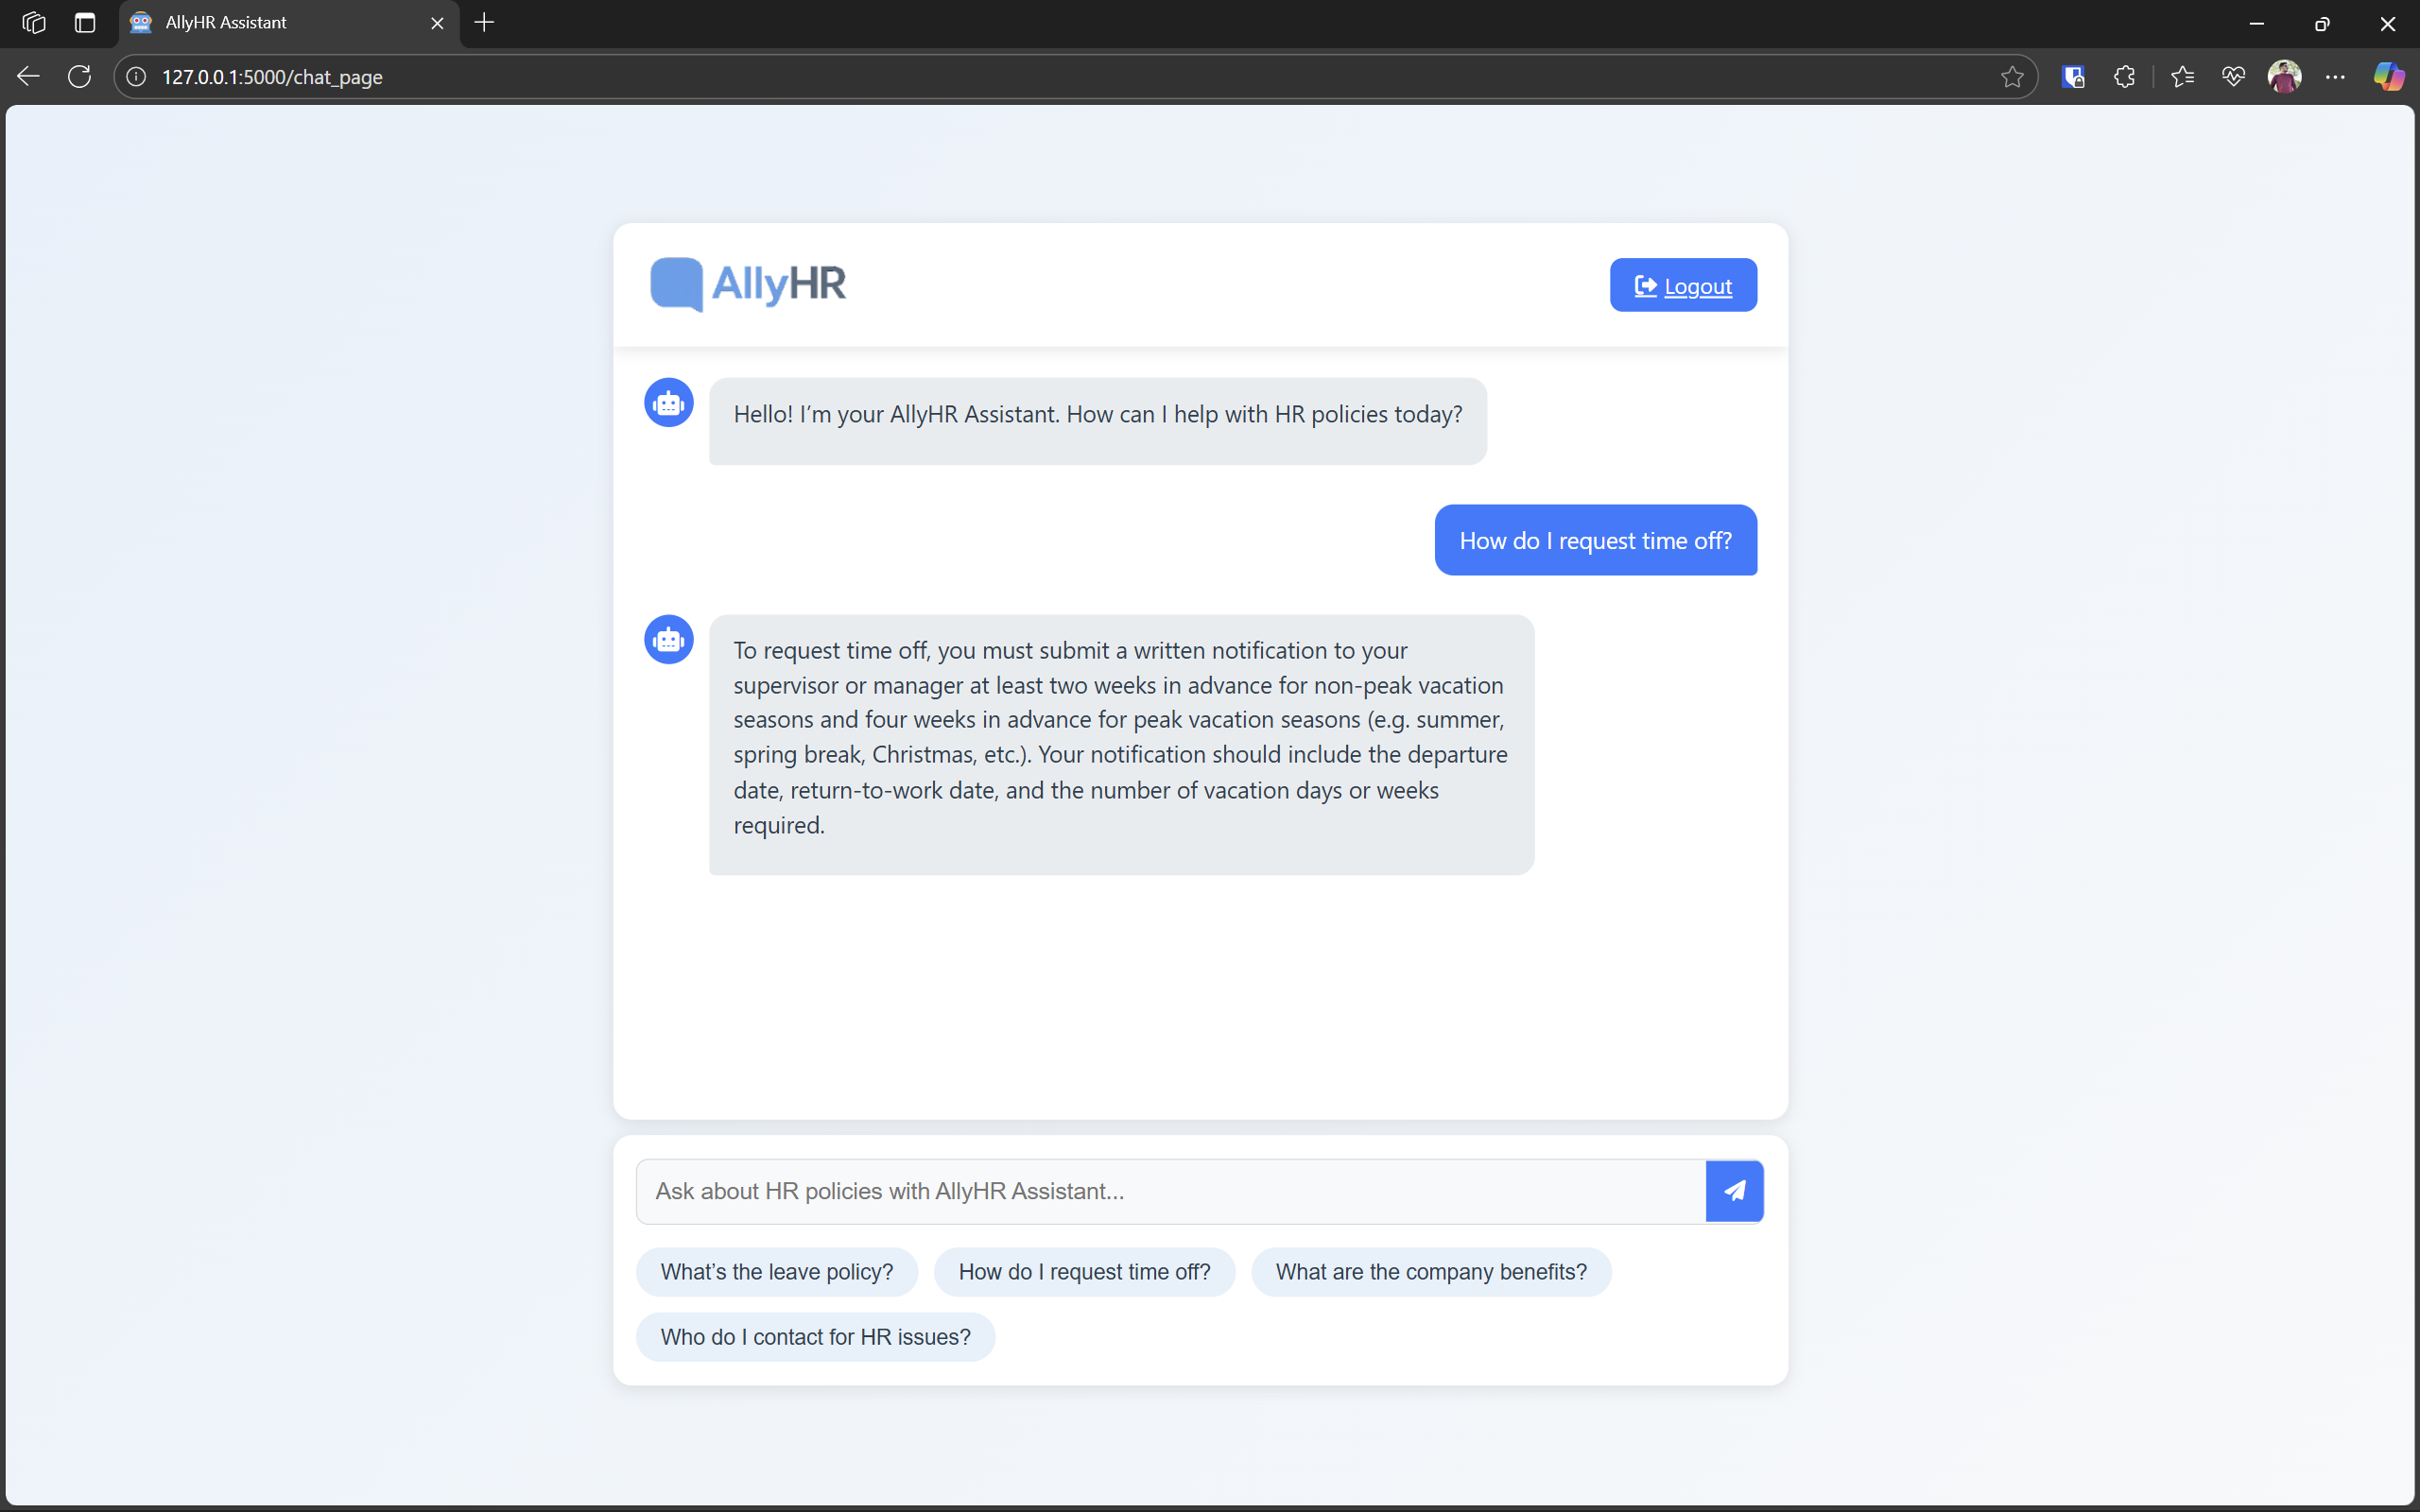 AllyHR Assistant
127.0.0.1:5000/chat_page
AllyHR
Logout
Hello! I’m your AllyHR Assistant. How can I help with HR policies today?
How do I request time off?
To request time off, you must submit a written notification to your
supervisor or manager at least two weeks in advance for non-peak vacation
seasons and four weeks in advance for peak vacation seasons (e.g. summer,
spring break, Christmas, etc.). Your notification should include the departure
date, return-to-work date, and the number of vacation days or weeks
required.
Ask about HR policies with AllyHR Assistant...
What’s the leave policy?
How do I request time off?
What are the company benefits?
Who do I contact for HR issues?